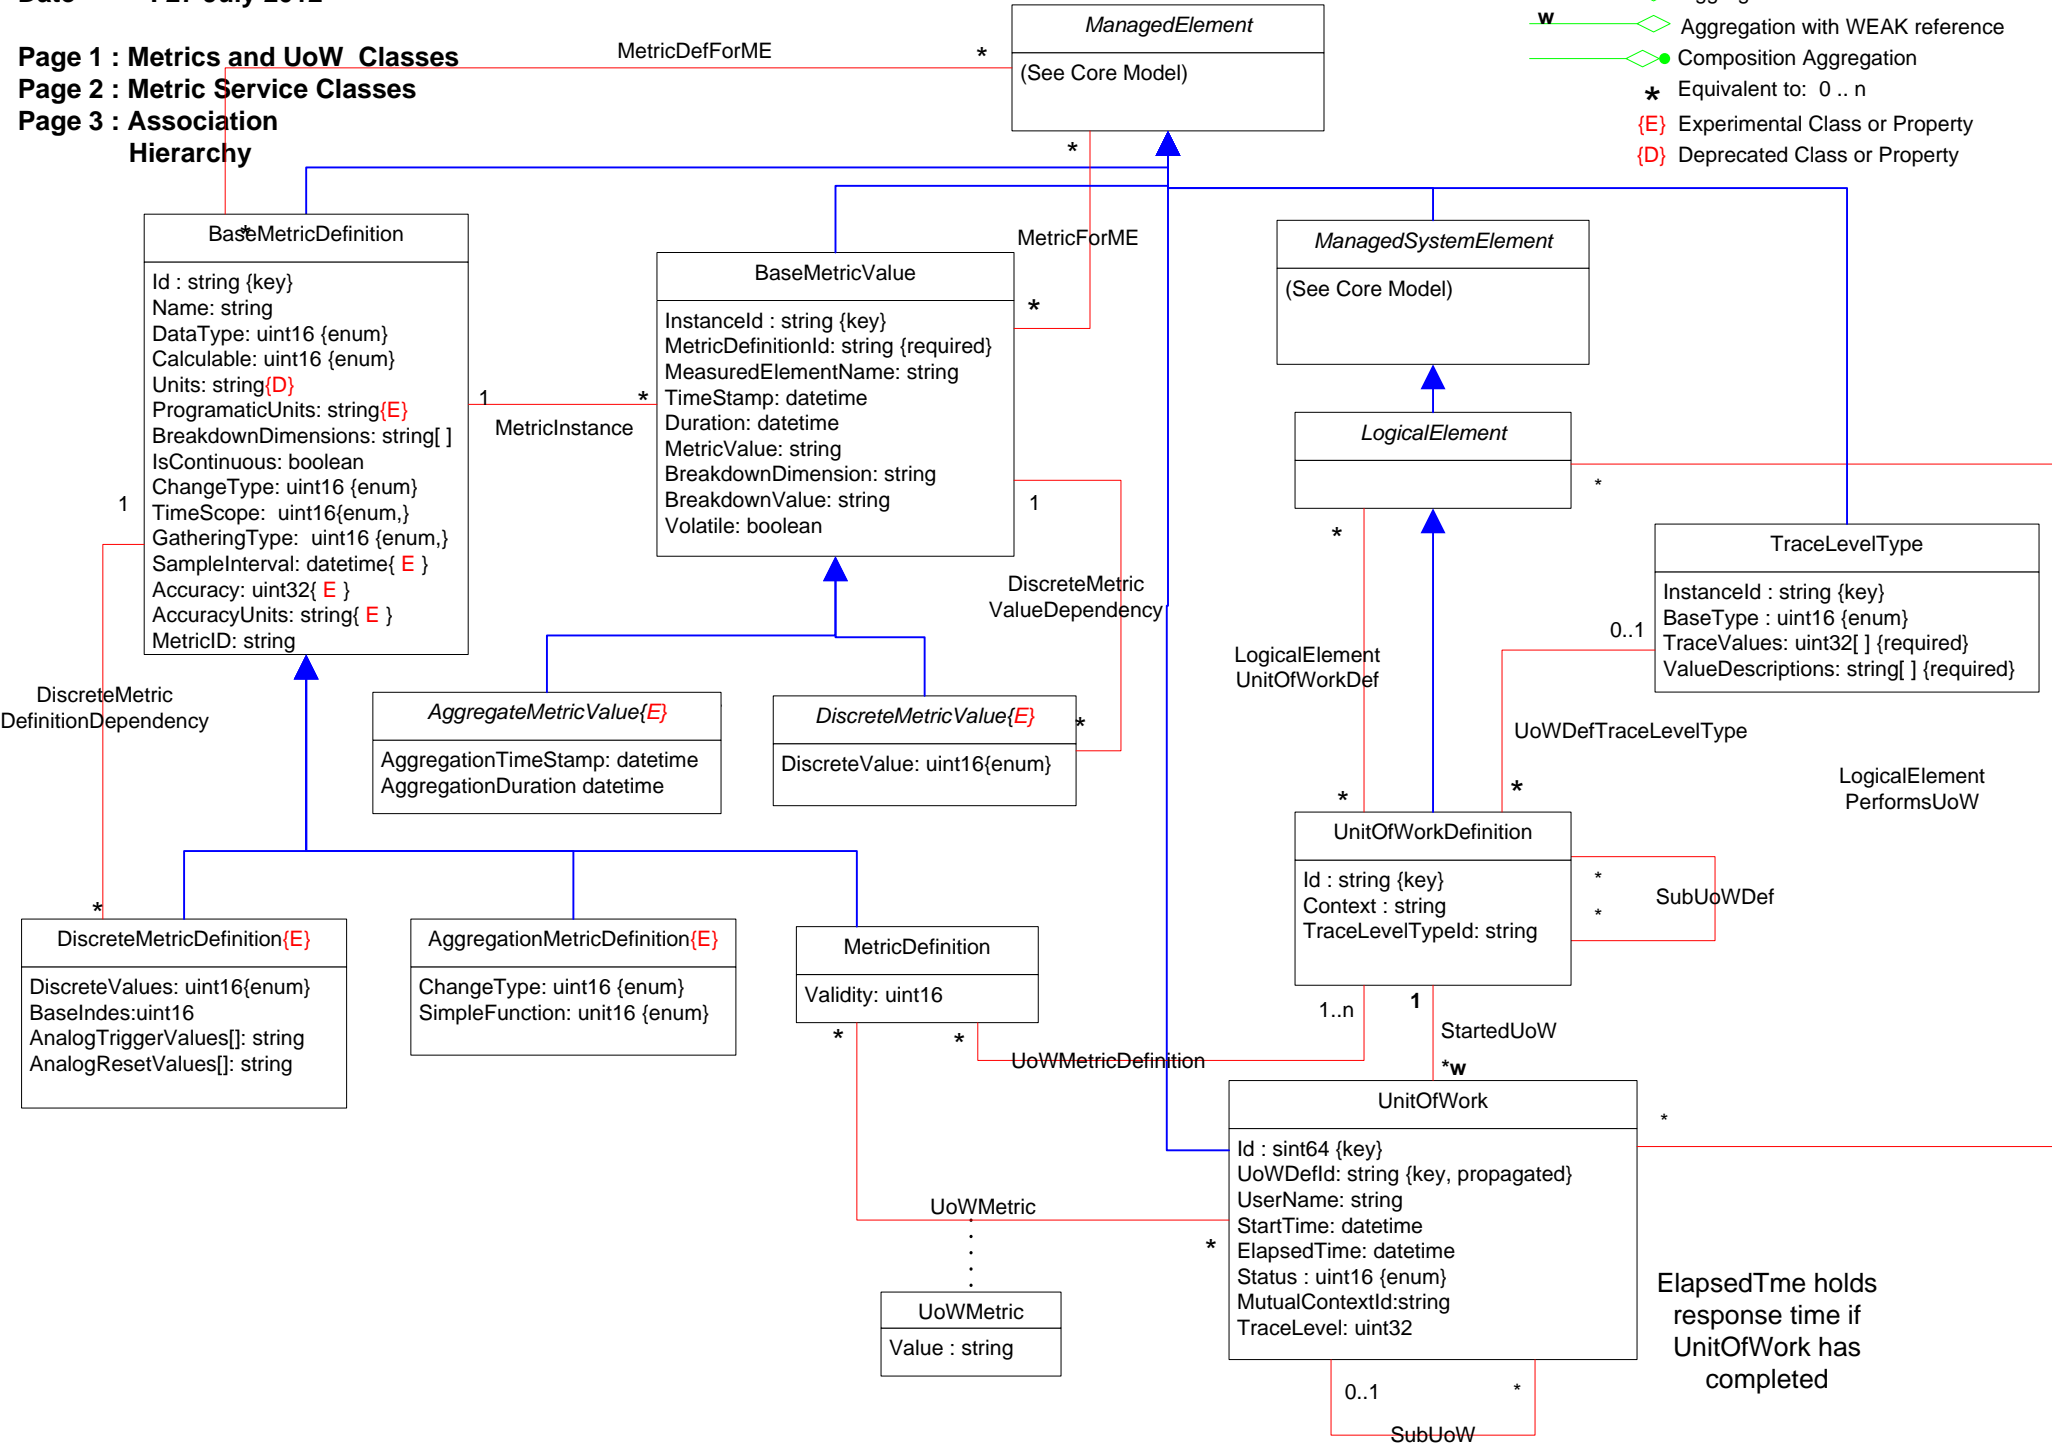 Date : 27 July 2012
Page 1 : Metrics and UoW Classes
Page 2 : Metric Service Classes
Page 3 : Association
Hierarchy
w
Aggregation with WEAK reference
Composition Aggregation
* Equivalent to: 0 .. n
{E} Experimental Class or Property
{D} Deprecated Class or Property
ManagedElement
(See Core Model)
MetricDefForME
*
*
*
MetricForME
*
BaseMetricDefinition
Id : string {key}
Name: string
DataType: uint16 {enum}
Calculable: uint16 {enum}
Units: string{D}
ProgramaticUnits: string{E}
BreakdownDimensions: string[ ]
IsContinuous: boolean
ChangeType: uint16 {enum}
TimeScope: uint16{enum,}
GatheringType: uint16 {enum,}
SampleInterval: datetime{ E }
Accuracy: uint32{ E }
AccuracyUnits: string{ E }
MetricID: string
1
*
MetricInstance
BaseMetricValue
InstanceId : string {key}
MetricDefinitionId: string {required}
MeasuredElementName: string
TimeStamp: datetime
Duration: datetime
MetricValue: string
BreakdownDimension: string
BreakdownValue: string
Volatile: boolean
1
DiscreteMetric
ValueDependency
*
ManagedSystemElement
(See Core Model)
LogicalElement
*
*
LogicalElement
UnitOfWorkDef
*
TraceLevelType
InstanceId : string {key}
BaseType : uint16 {enum}
TraceValues: uint32[ ] {required}
ValueDescriptions: string[ ] {required}
0..1
UoWDefTraceLevelType
*
LogicalElement
PerformsUoW
1
DiscreteMetric
DefinitionDependency
*
AggregateMetricValue{E}
AggregationTimeStamp: datetime
AggregationDuration datetime
DiscreteMetricValue{E}
DiscreteValue: uint16{enum}
UnitOfWorkDefinition
Id : string {key}
Context : string
TraceLevelTypeId: string
*
*
SubUoWDef
DiscreteMetricDefinition{E}
DiscreteValues: uint16{enum}
BaseIndes:uint16
AnalogTriggerValues[]: string
AnalogResetValues[]: string
AggregationMetricDefinition{E}
ChangeType: uint16 {enum}
SimpleFunction: unit16 {enum}
MetricDefinition
Validity: uint16
*
*
UoWMetricDefinition
1..n
1
StartedUoW
*w
UnitOfWork
Id : sint64 {key}
UoWDefId: string {key, propagated}
UserName: string
StartTime: datetime
ElapsedTime: datetime
Status : uint16 {enum}
MutualContextId:string
TraceLevel: uint32
*
UoWMetric
*
UoWMetric
Value : string
ElapsedTme holds
response time if
UnitOfWork has
completed
0..1
*
SubUoW